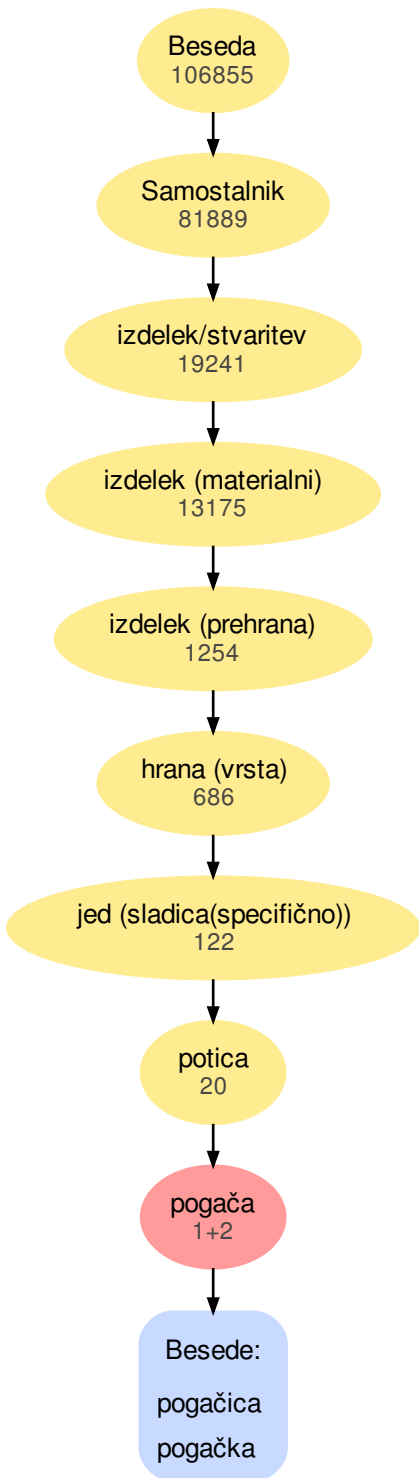 Beseda
106855
Samostalnik
81889
izdelek/stvaritev
19241
izdelek (materialni)
13175
izdelek (prehrana)
1254
hrana (vrsta)
686
jed (sladica(specifično))
122
potica
20
pogača
1+2
Besede:
pogačica
pogačka